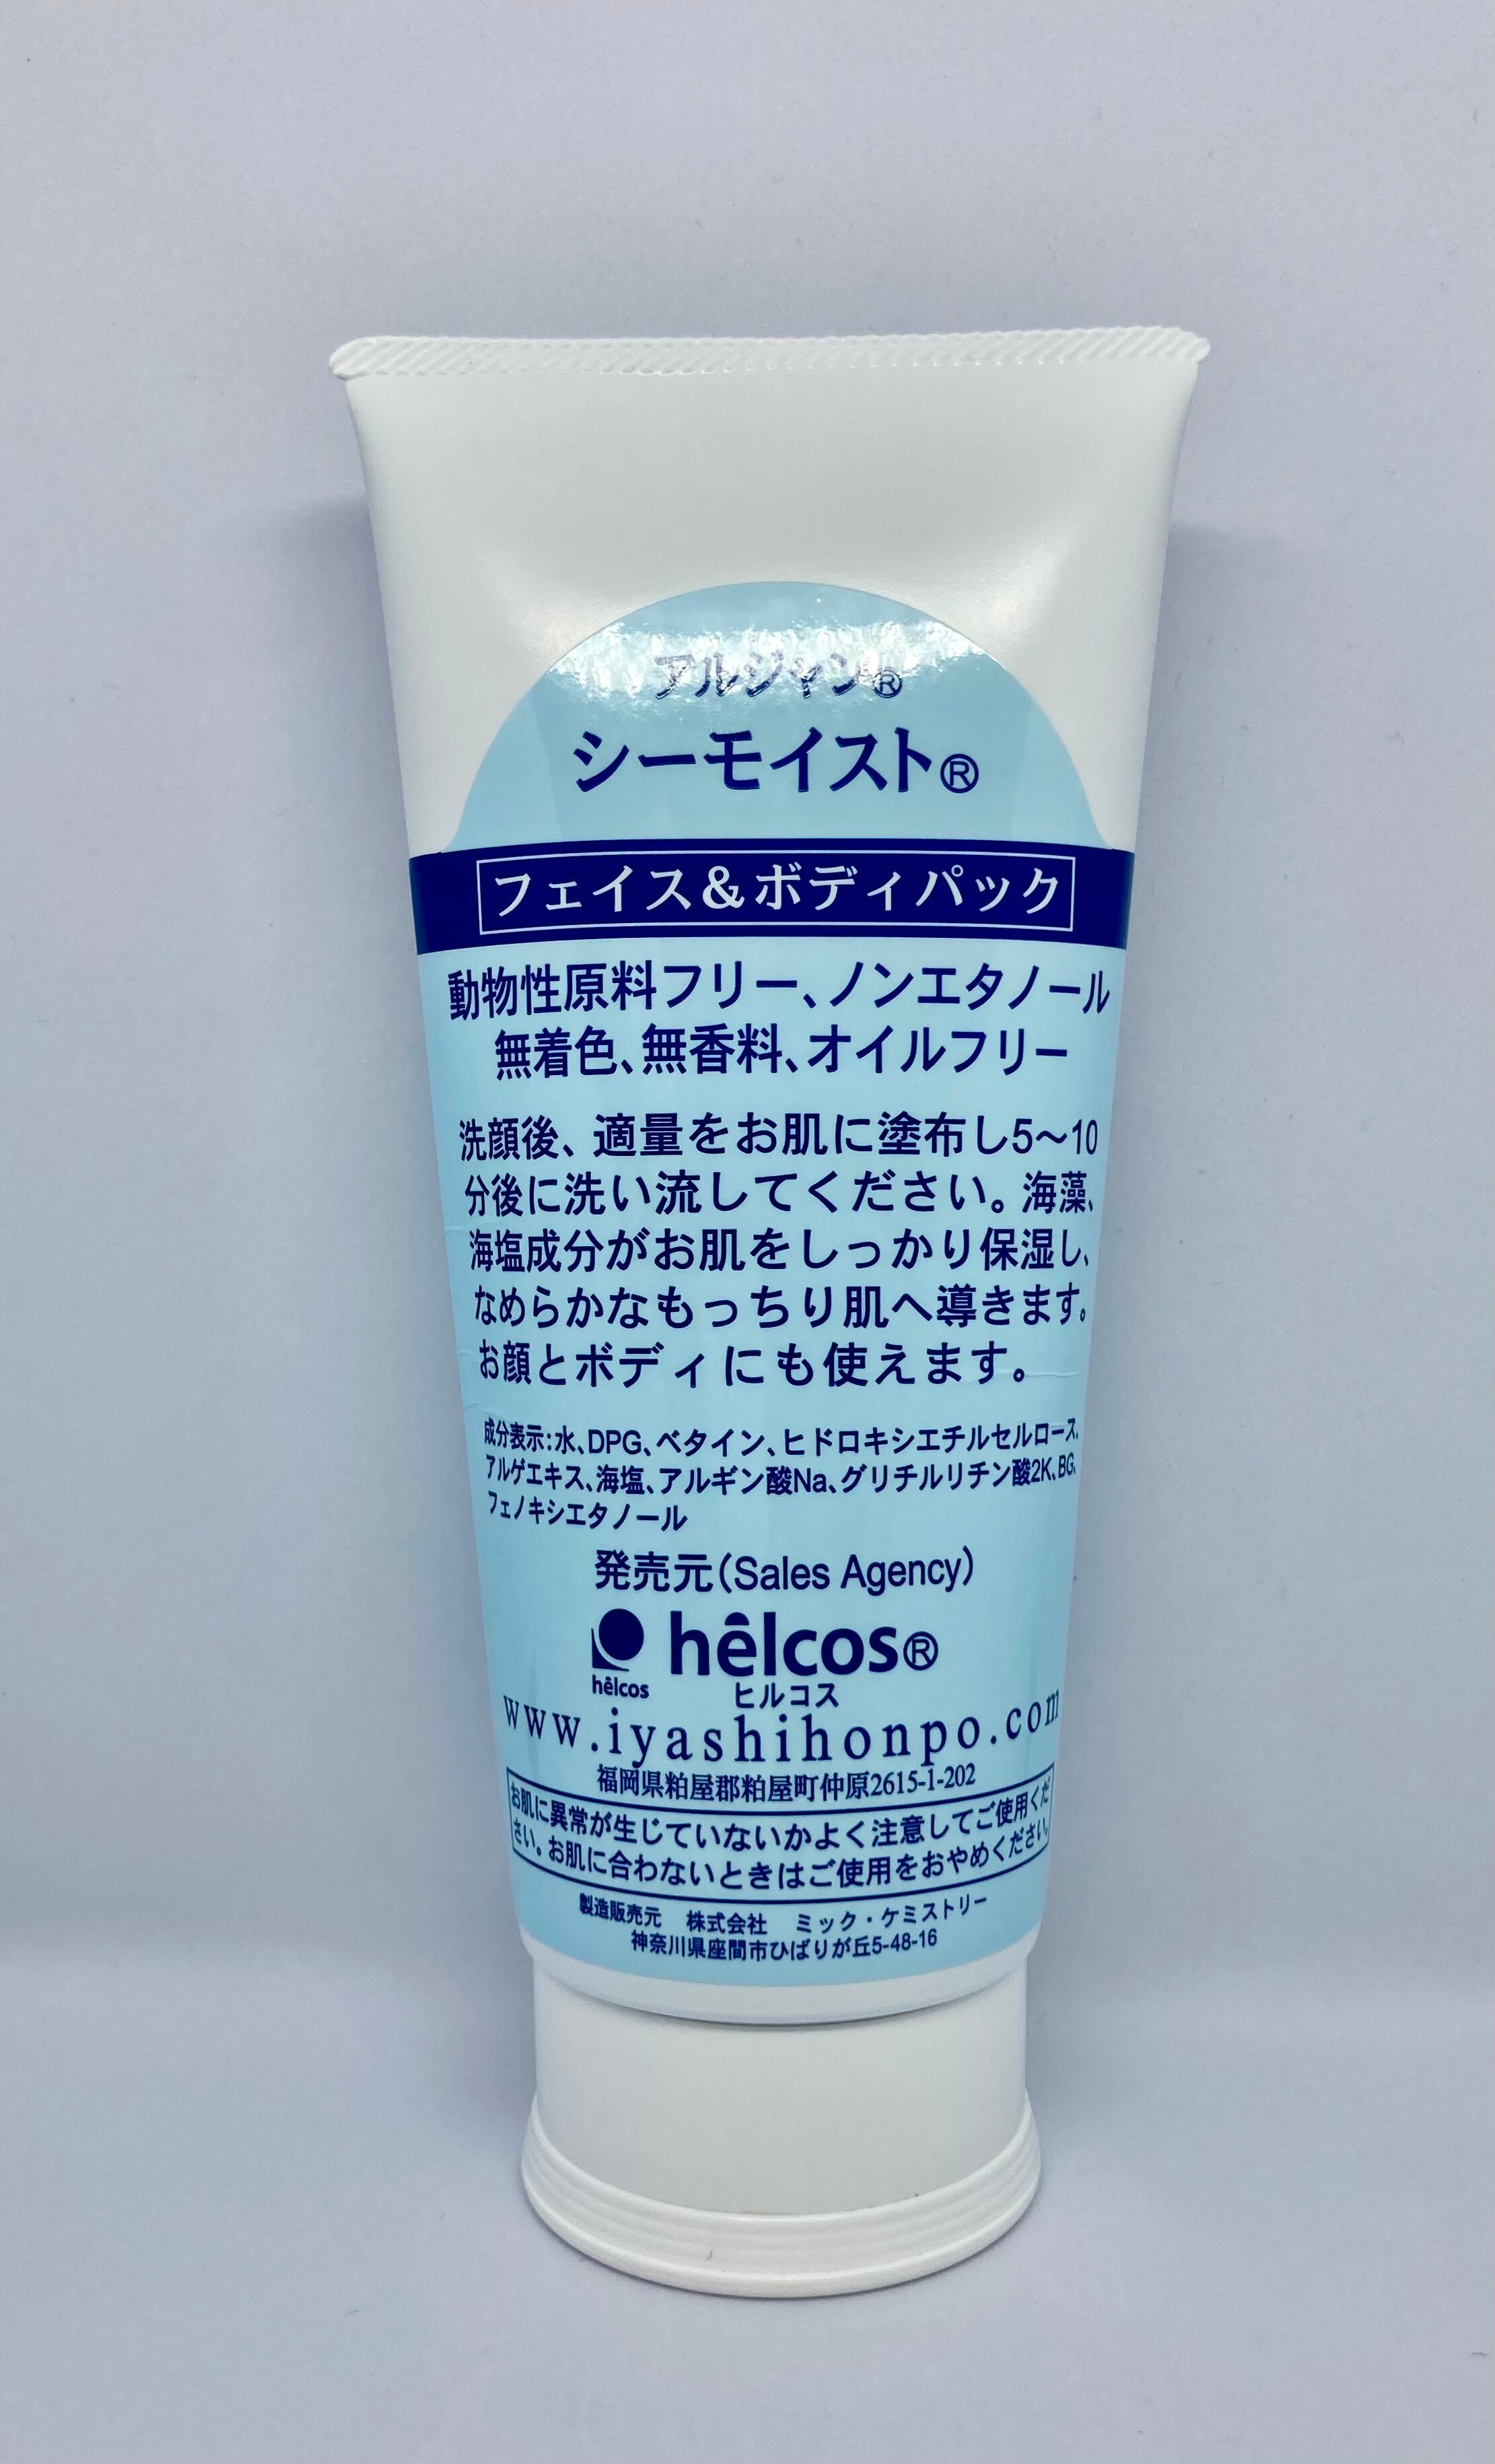 アルジャン®
シーモイスト®
フェイス&ボディパック
動物性原料フリー、ノンエタノール
無着色、無香料、オイルフリー
洗顔後、適量をお肌に塗布し5～10
分後に洗い流してください。海藻、
海塩成分がお肌をしっかり保湿し、
なめらかなもっちり肌へ導きます。
お顔とボディにも使えます。
成分表示：水、DPG、ベタイン、ヒドロキシエチルセルロース、
アルゲエキス、海塩、アルギン酸Na、グリチルリチン酸2K、BG、
フェノキシエタノール
発売元（Sales Agency）
hêlcos®
hêlcos
ヒルコス
www.iyashihonpo.com
福岡県粕屋郡粕屋町仲原2615-1-202
お肌に異常が生じていないかよく注意してご使用くだ
さい。お肌に合わないときはご使用をおやめください。
製造販売元 株式会社 ミック・ケミストリー
神奈川県座間市ひばりが丘5-48-16